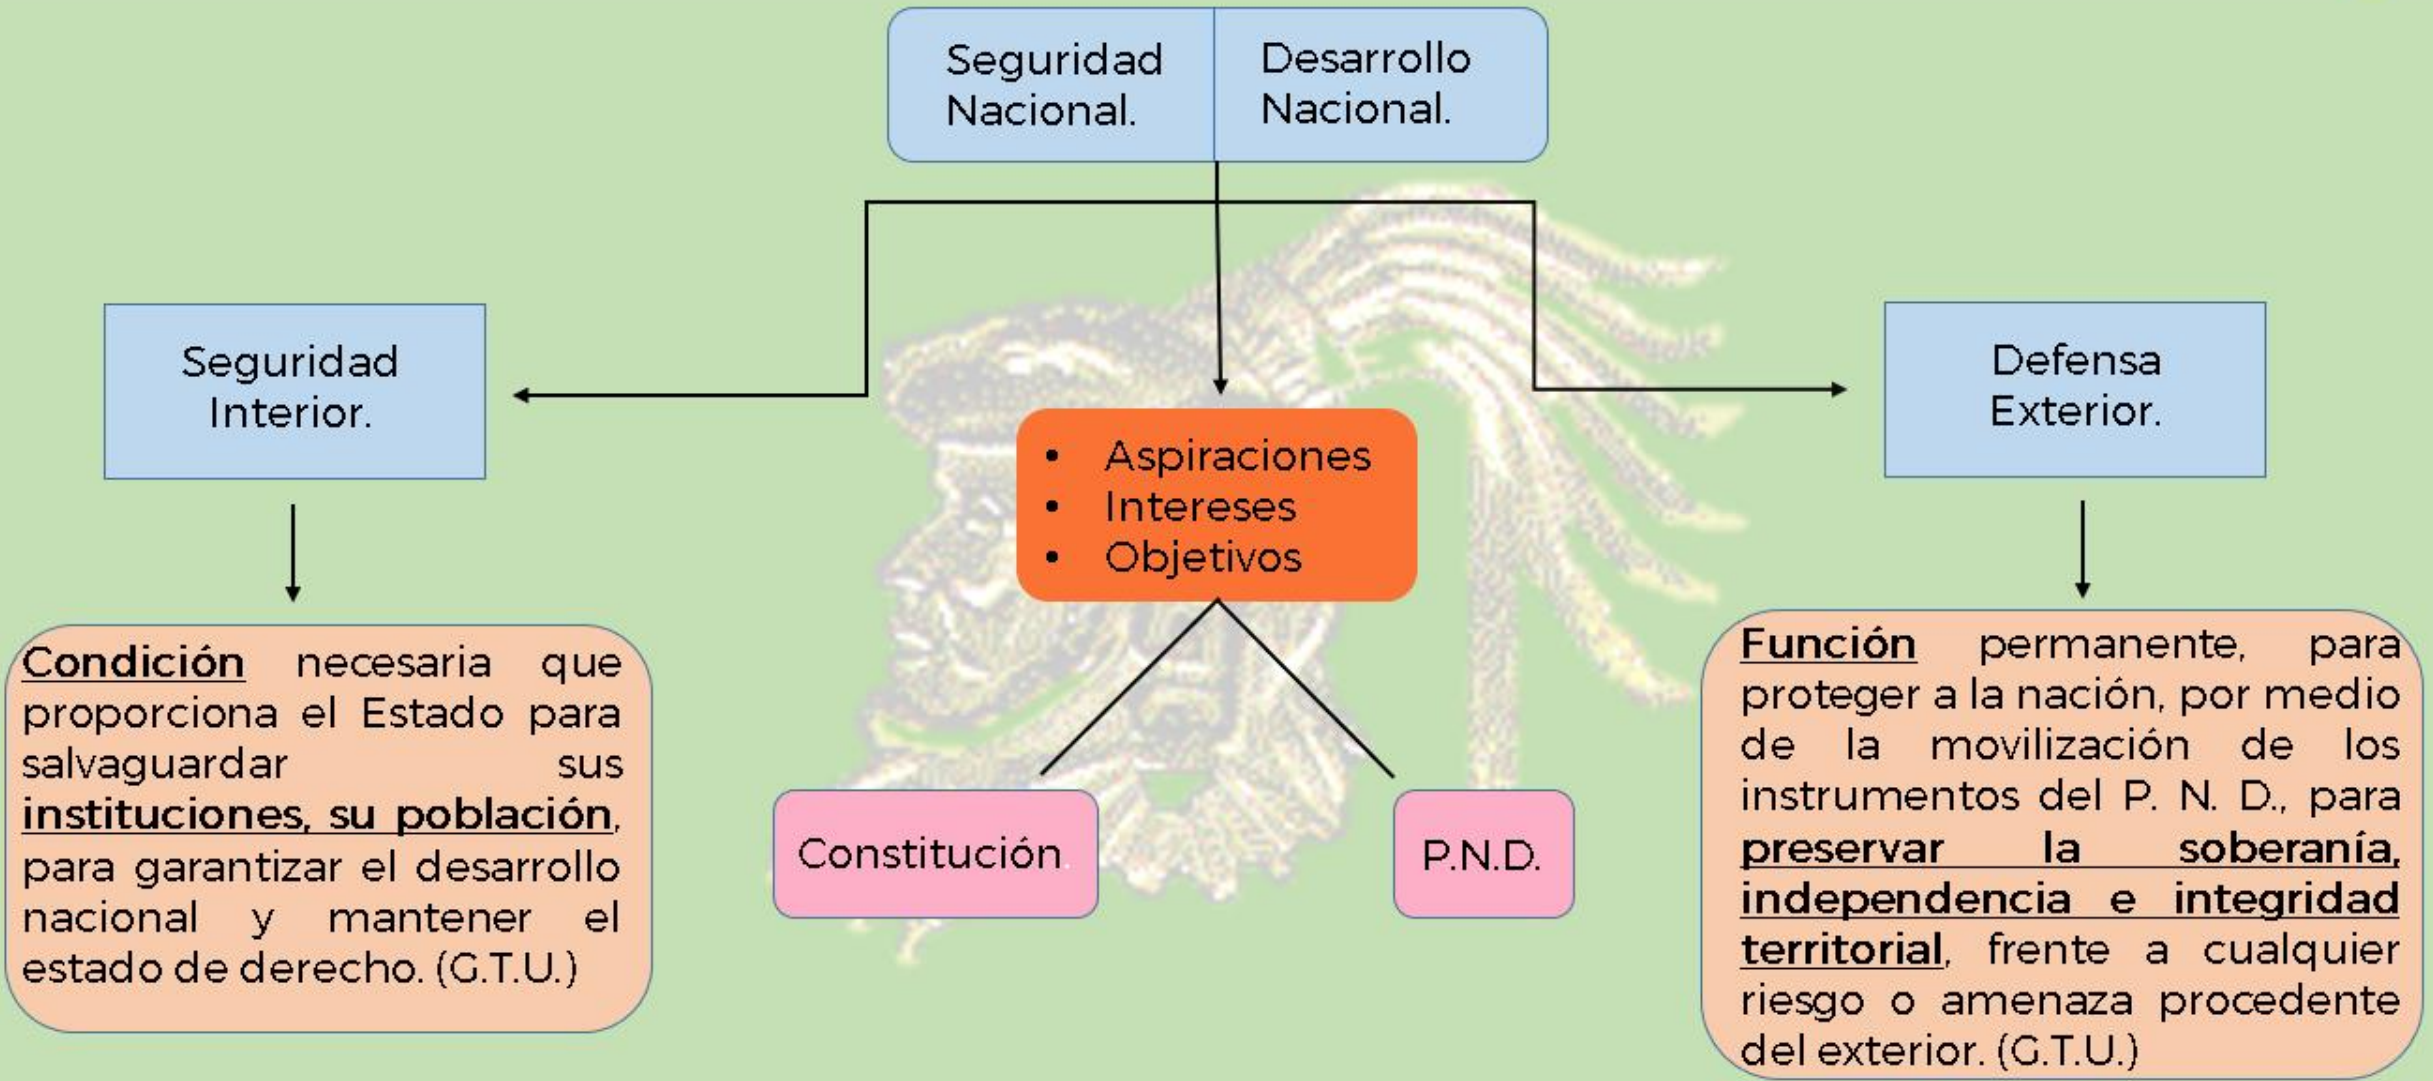 Seguridad
Nacional.
Desarrollo
Nacional.
Seguridad
Interior.
Defensa
Exterior.
• Aspiraciones
• Intereses
• Objetivos
Condición necesaria que
proporciona el Estado para
salvaguardar sus
instituciones, su población,
para garantizar el desarrollo
nacional y mantener el
estado de derecho. (G.T.U.)
Constitución.
P.N.D.
Función permanente, para
proteger a la nación, por medio
de la movilización de los
instrumentos del P. N. D., para
preservar la soberanía,
independencia e integridad
territorial, frente a cualquier
riesgo o amenaza procedente
del exterior. (G.T.U.)